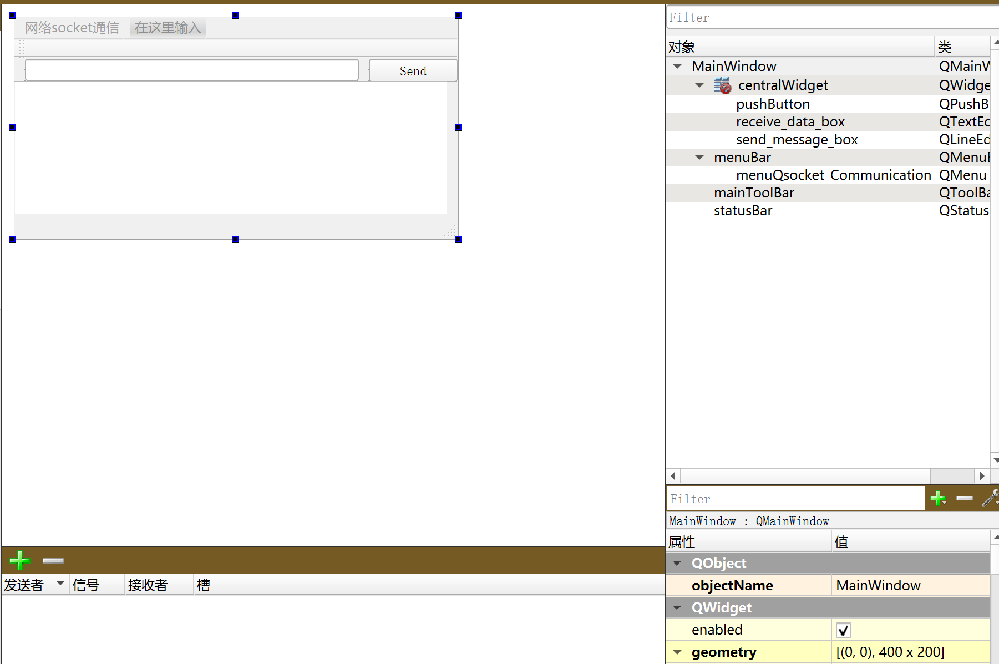 网络socket通信 在这里输入
Send
发送者 信号 接收者 槽
Filter
对象 类
MainWindow QMainW
centralWidget QWidge
pushButton QPushBu
receive_data_box QTextEd
send_message_box QLineEd
menuBar QMenuB
menuQsocket_Communication QMenu
mainToolBar QToolBa
statusBar QStatus
Filter
MainWindow : QMainWindow
属性 值
QObject
objectName MainWindow
QWidget
enabled
geometry [(0, 0), 400 x 200]